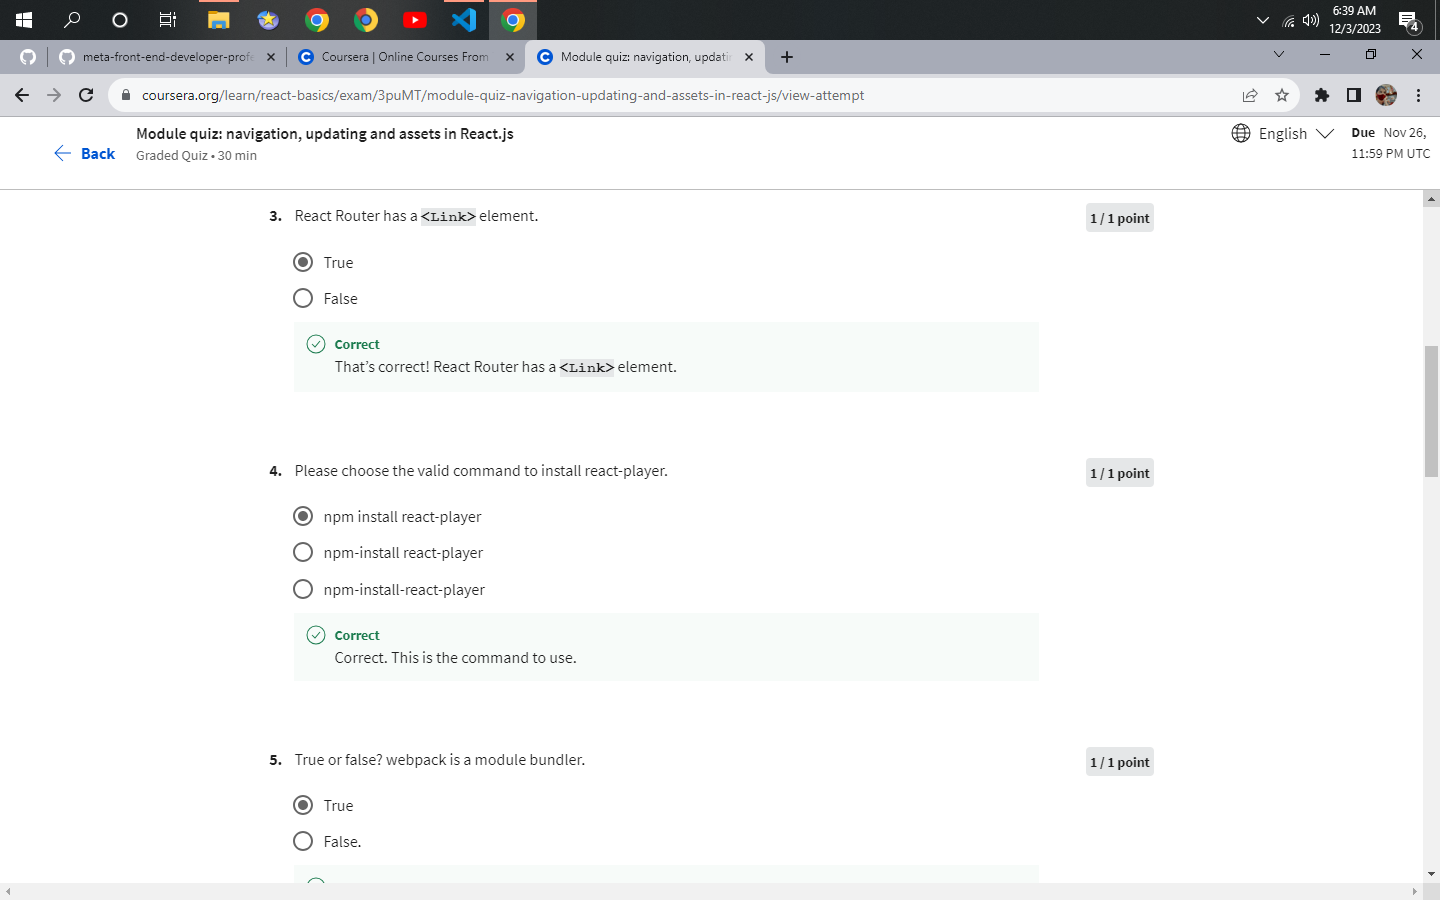 6:39 AM
12/3/2023
4
meta-front-end-developer-profe
Coursera | Online Courses From
Module quiz: navigation, updatin
coursera.org/learn/react-basics/exam/3puMT/module-quiz-navigation-updating-and-assets-in-react-js/view-attempt
Back
Module quiz: navigation, updating and assets in React.js
Graded Quiz • 30 min
English
Due Nov 26,
11:59 PM UTC
3. React Router has a <Link> element.
1 / 1 point
True
False
Correct
That’s correct! React Router has a <Link> element.
4. Please choose the valid command to install react-player.
1 / 1 point
npm install react-player
npm-install react-player
npm-install-react-player
Correct
Correct. This is the command to use.
5. True or false? webpack is a module bundler.
1 / 1 point
True
False.